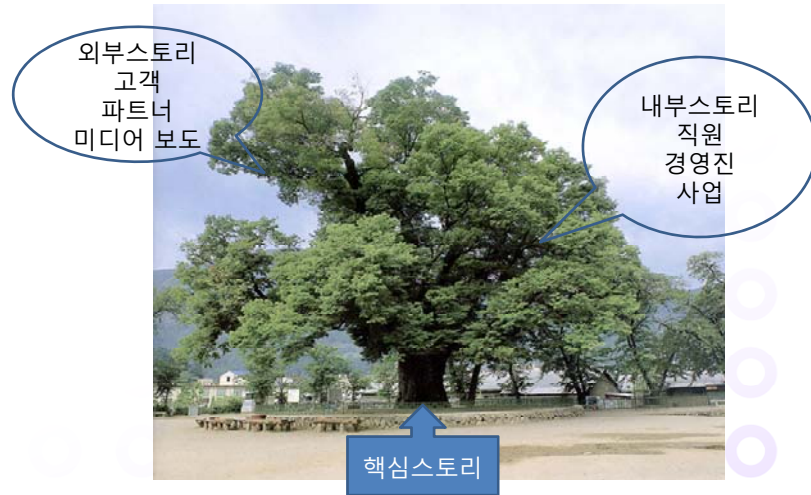 외부스토리
고객
파트너
미디어 보도
내부스토리
직원
경영진
사업
핵심스토리